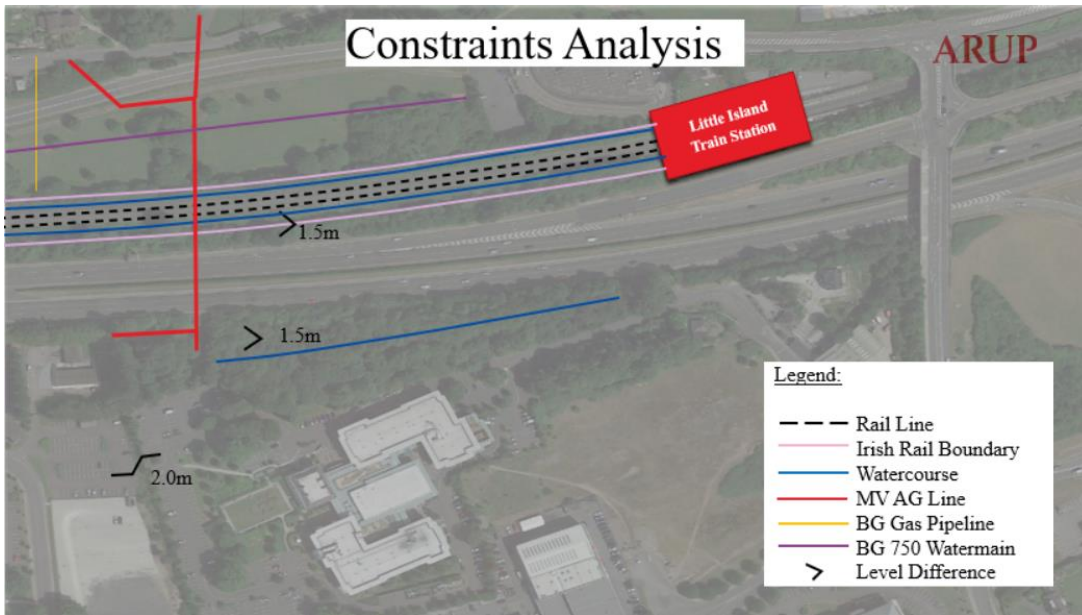 Constraints Analysis
ARUP
Little Island
Train Station
1.5m
1.5m
2.0m
Legend:
Rail Line
Irish Rail Boundary
Watercourse
MV AG Line
BG Gas Pipeline
BG 750 Watermain
Level Difference